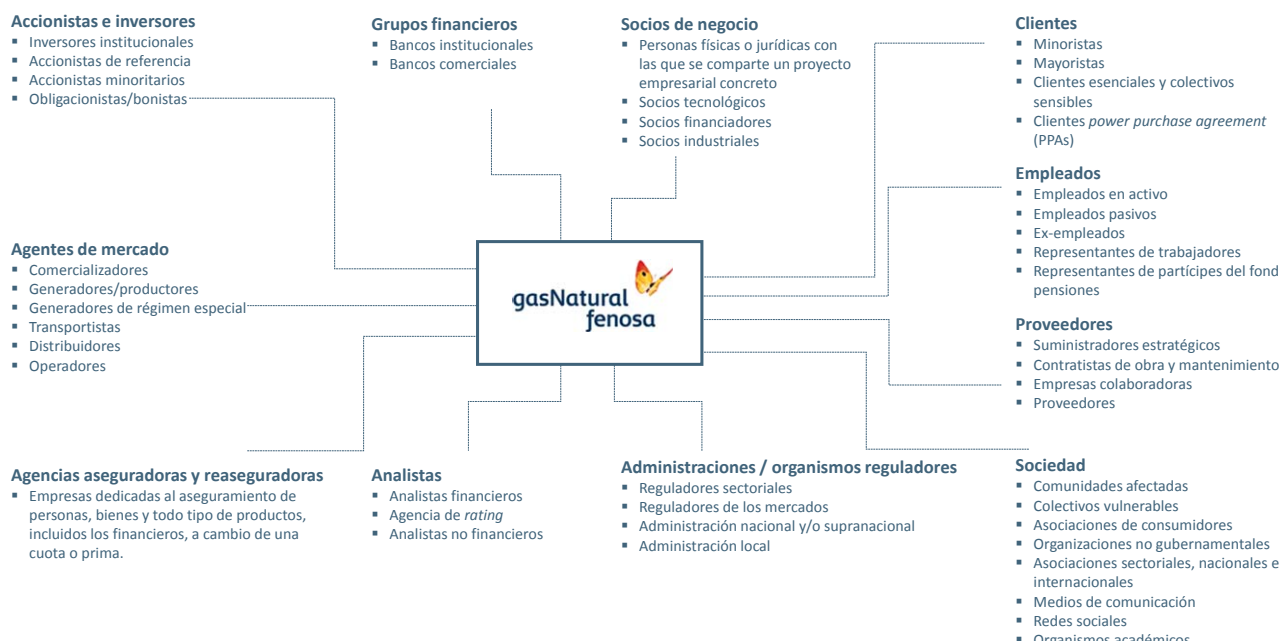 Accionistas e inversores
▪ Inversores institucionales
▪ Accionistas de referencia
▪ Accionistas minoritarios
▪ Obligacionistas/bonistas
Grupos financieros
▪ Bancos institucionales
▪ Bancos comerciales
Socios de negocio
▪ Personas físicas o jurídicas con
las que se comparte un proyecto
empresarial concreto
▪ Socios tecnológicos
▪ Socios financiadores
▪ Socios industriales
Clientes
▪ Minoristas
▪ Mayoristas
▪ Clientes esenciales y colectivos
sensibles
▪ Clientes power purchase agreement
(PPAs)
Empleados
▪ Empleados en activo
▪ Empleados pasivos
▪ Ex-empleados
▪ Representantes de trabajadores
▪ Representantes de partícipes del fond
pensiones
Agentes de mercado
▪ Comercializadores
▪ Generadores/productores
▪ Generadores de régimen especial
▪ Transportistas
▪ Distribuidores
▪ Operadores
gasNatural
fenosa
Proveedores
▪ Suministradores estratégicos
▪ Contratistas de obra y mantenimiento
▪ Empresas colaboradoras
▪ Proveedores
Agencias aseguradoras y reaseguradoras
▪ Empresas dedicadas al aseguramiento de
personas, bienes y todo tipo de productos,
incluidos los financieros, a cambio de una
cuota o prima.
Analistas
▪ Analistas financieros
▪ Agencia de rating
▪ Analistas no financieros
Administraciones / organismos reguladores
▪ Reguladores sectoriales
▪ Reguladores de los mercados
▪ Administración nacional y/o supranacional
▪ Administración local
Sociedad
▪ Comunidades afectadas
▪ Colectivos vulnerables
▪ Asociaciones de consumidores
▪ Organizaciones no gubernamentales
▪ Asociaciones sectoriales, nacionales e
internacionales
▪ Medios de comunicación
▪ Redes sociales
▪ Organismos académicos